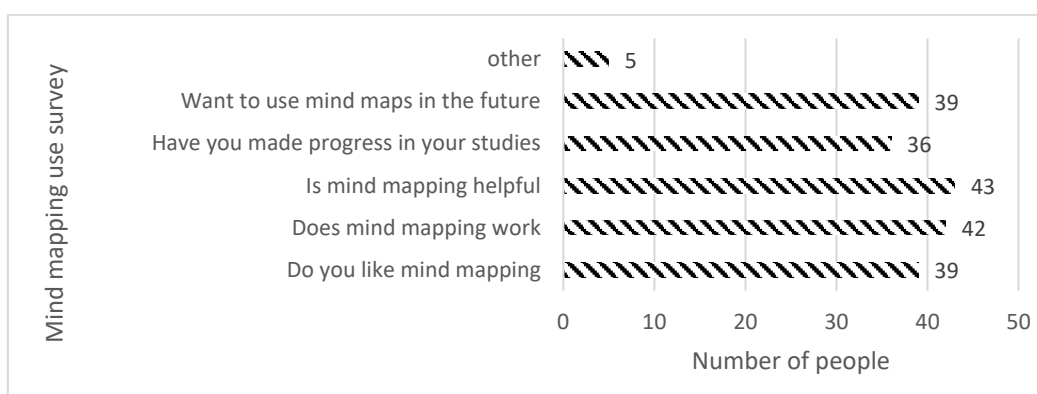 Mind mapping use survey
other
5
Want to use mind maps in the future
39
Have you made progress in your studies
36
Is mind mapping helpful
43
Does mind mapping work
42
Do you like mind mapping
39
0 10 20 30 40 50
Number of people